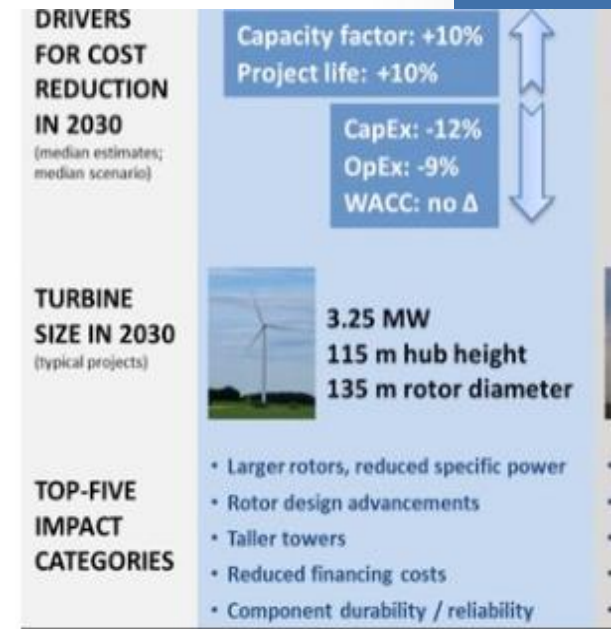 DRIVERS
FOR COST
REDUCTION
IN 2030
(median estimates;
median scenario)
Capacity factor: +10%
Project life: +10%
CapEx: -12%
OpEx: -9%
WACC: no Δ
TURBINE
SIZE IN 2030
(typical projects)
3.25 MW
115 m hub height
135 m rotor diameter
TOP-FIVE
IMPACT
CATEGORIES
• Larger rotors, reduced specific power
• Rotor design advancements
• Taller towers
• Reduced financing costs
• Component durability / reliability